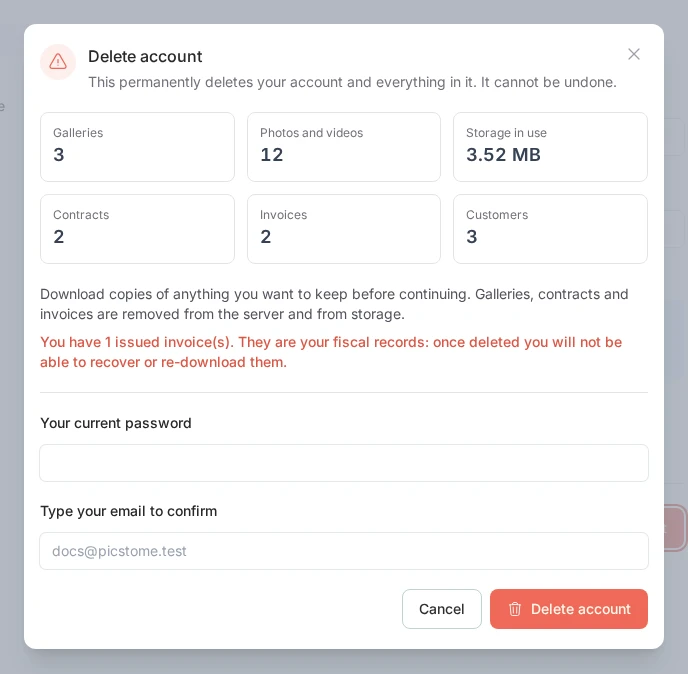 Delete account
This permanently deletes your account and everything in it. It cannot be undone.
Galleries
3
Photos and videos
12
Storage in use
3.52 MB
Contracts
2
Invoices
2
Customers
3
Download copies of anything you want to keep before continuing. Galleries, contracts and
invoices are removed from the server and from storage.
You have 1 issued invoice(s). They are your fiscal records: once deleted you will not be
able to recover or re-download them.
Your current password
Type your email to confirm
docs@picstome.test
Cancel
Delete account